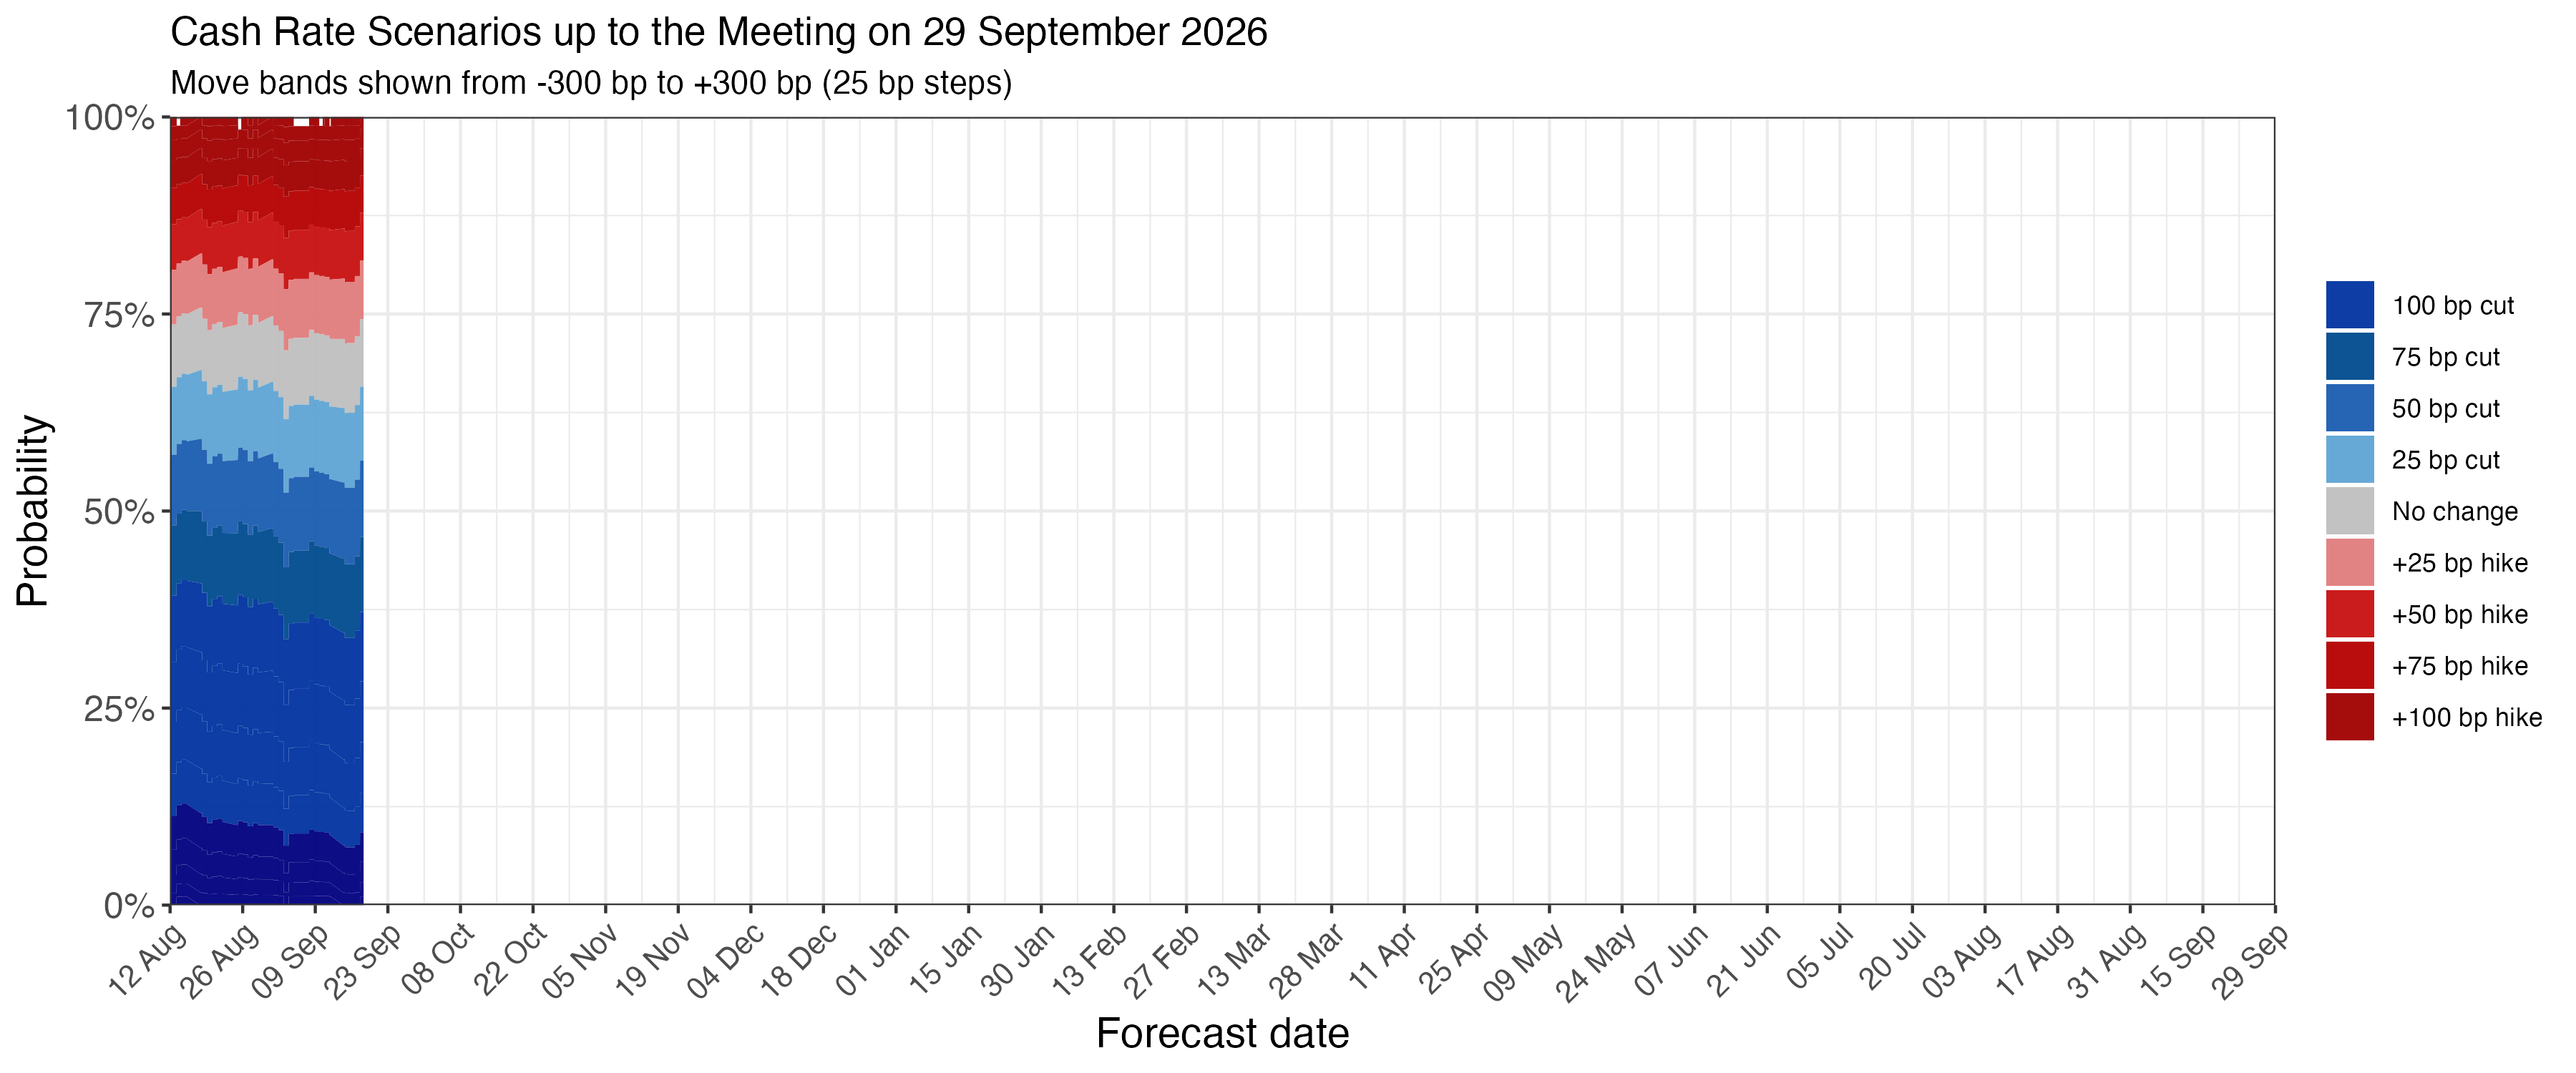 Cash Rate Scenarios up to the Meeting on 29 September 2026
Move bands shown from -300 bp to +300 bp (25 bp steps)
Probability
100%
75%
50%
25%
0%
12 Aug
26 Aug
09 Sep
23 Sep
08 Oct
22 Oct
05 Nov
19 Nov
04 Dec
18 Dec
01 Jan
15 Jan
30 Jan
13 Feb
27 Feb
13 Mar
28 Mar
11 Apr
25 Apr
09 May
24 May
07 Jun
21 Jun
05 Jul
20 Jul
03 Aug
17 Aug
31 Aug
15 Sep
29 Sep
Forecast date
100 bp cut
75 bp cut
50 bp cut
25 bp cut
No change
+25 bp hike
+50 bp hike
+75 bp hike
+100 bp hike